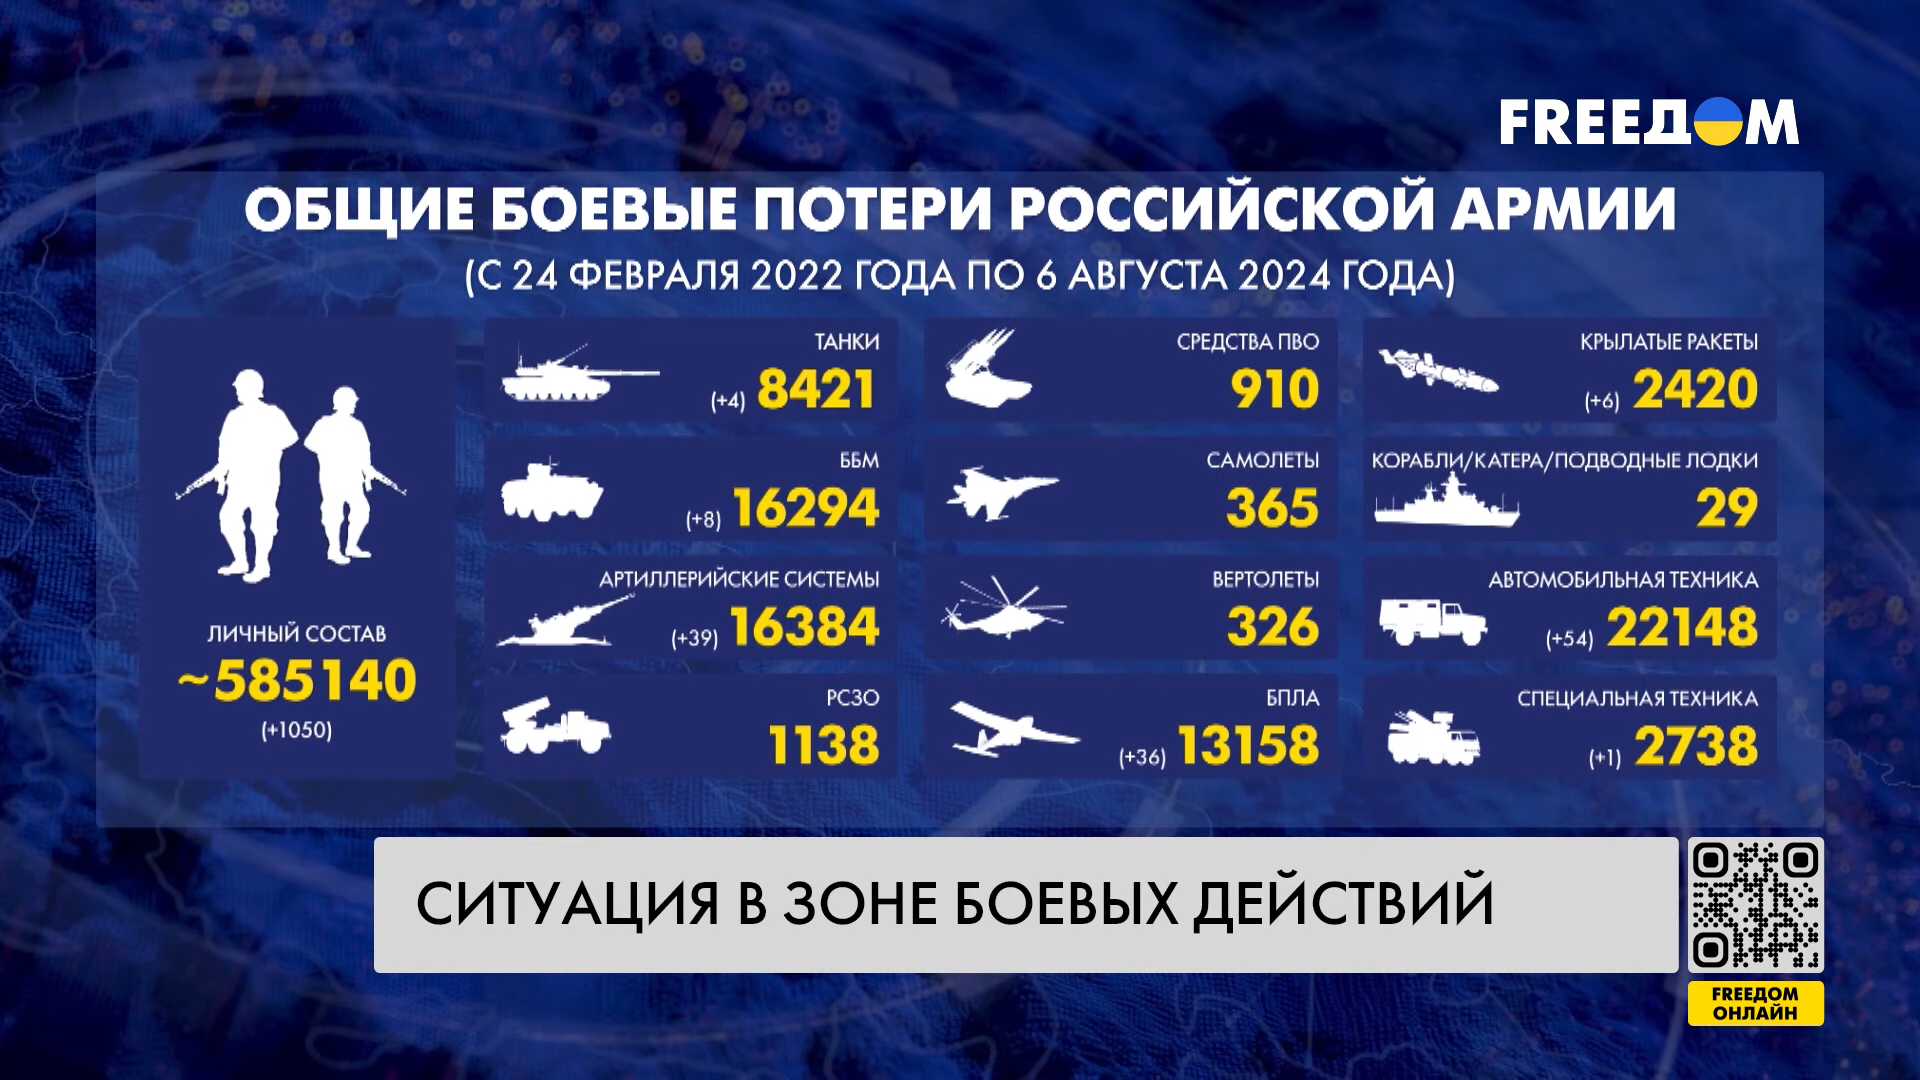 FREEДOM
ОБЩИЕ БОЕВЫЕ ПОТЕРИ РОССИЙСКОЙ АРМИИ
(С 24 ФЕВРАЛЯ 2022 ГОДА ПО 6 АВГУСТА 2024 ГОДА)
ЛИЧНЫЙ СОСТАВ
~585140
(+1050)
ТАНКИ
(+4) 8421
ББМ
(+8) 16294
АРТИЛЛЕРИЙСКИЕ СИСТЕМЫ
(+39) 16384
РСЗО
1138
СРЕДСТВА ПВО
910
САМОЛЕТЫ
365
ВЕРТОЛЕТЫ
326
БПЛА
(+36) 13158
КРЫЛАТЫЕ РАКЕТЫ
(+6) 2420
КОРАБЛИ/КАТЕРА/ПОДВОДНЫЕ ЛОДКИ
29
АВТОМОБИЛЬНАЯ ТЕХНИКА
(+54) 22148
СПЕЦИАЛЬНАЯ ТЕХНИКА
(+1) 2738
СИТУАЦИЯ В ЗОНЕ БОЕВЫХ ДЕЙСТВИЙ
FREEДОМ
ОНЛАЙН